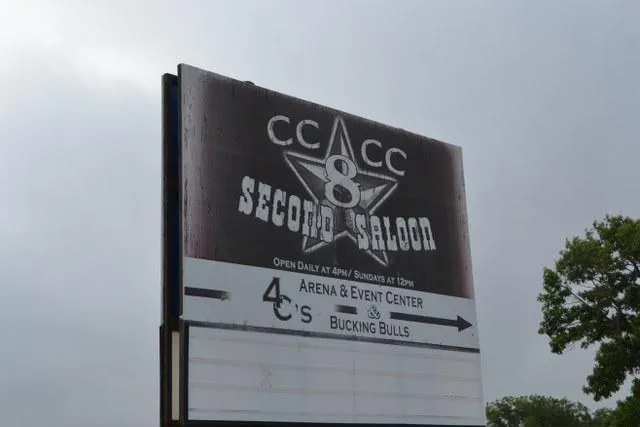 CC CC
8
SECOND SALOON
OPEN DAILY AT 4PM/ SUNDAYS AT 12PM
4C'S ARENA & EVENT CENTER
&
BUCKING BULLS